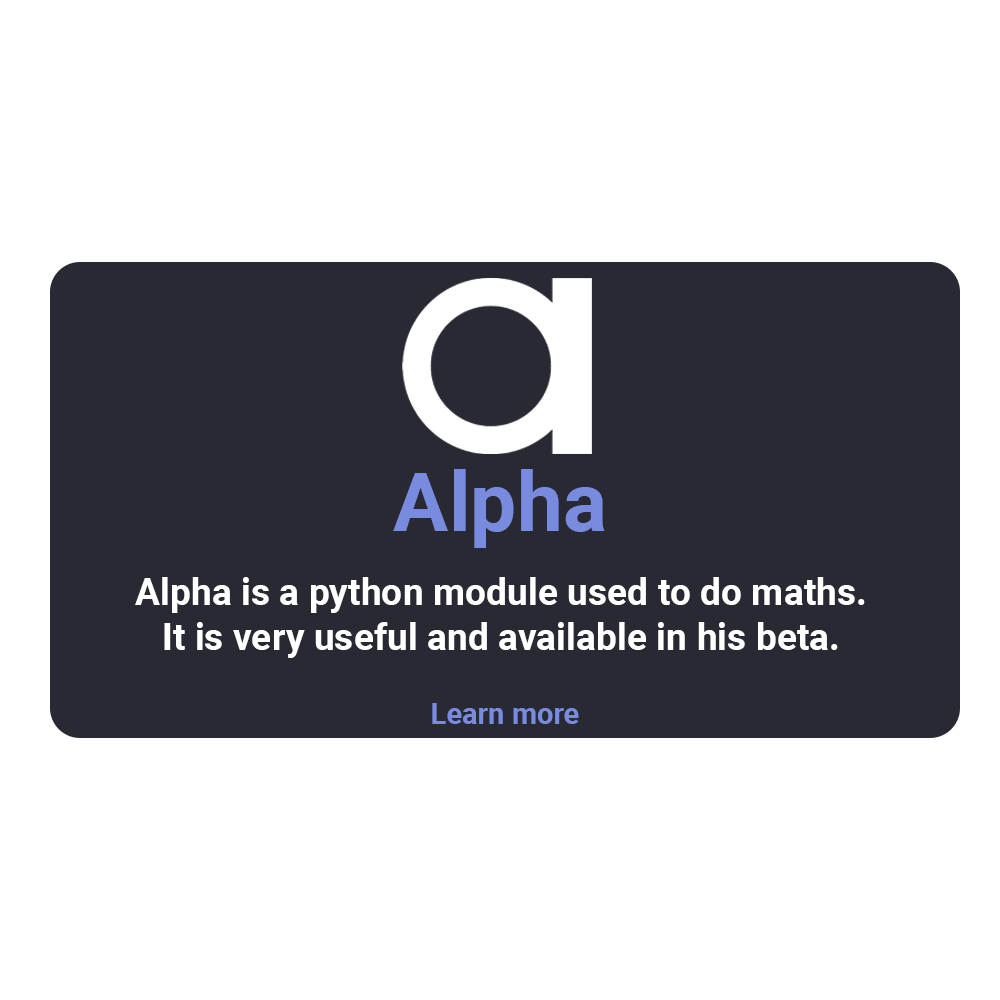 a
Alpha
Alpha is a python module used to do maths.
It is very useful and available in his beta.
Learn more